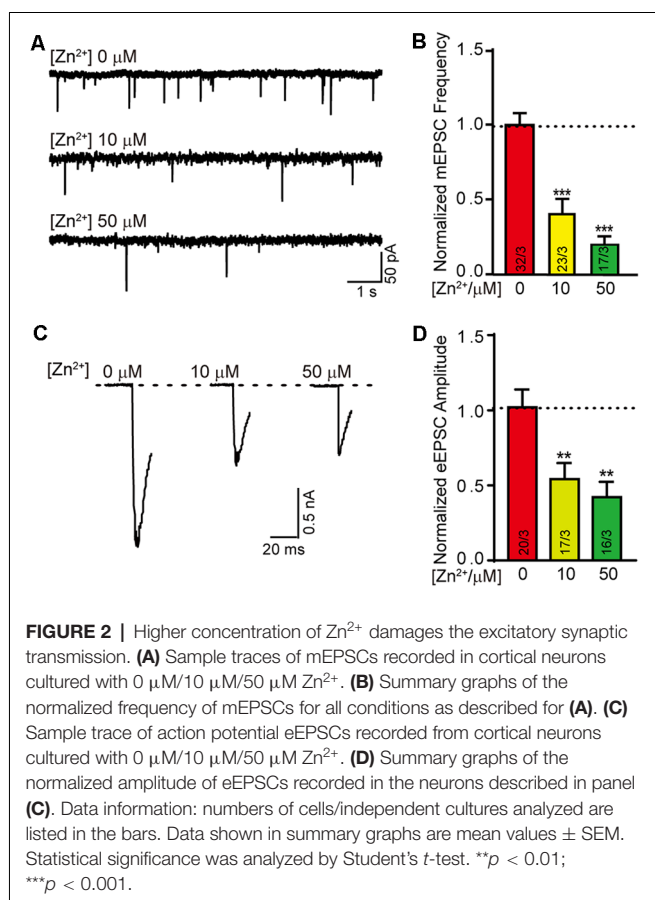 A
[Zn²⁺] 0 μM
[Zn²⁺] 10 μM
[Zn²⁺] 50 μM
50 pA
1 s
B
Normalized mEPSC Frequency
1.5
1.0
0.5
0.0
***
***
32/3
23/3
17/3
[Zn²⁺/μM] 0 10 50
C
[Zn²⁺] 0 μM 10 μM 50 μM
0.5 nA
20 ms
D
Normalized eEPSC Amplitude
1.5
1.0
0.5
0.0
**
**
20/3
17/3
16/3
[Zn²⁺/μM] 0 10 50
FIGURE 2 | Higher concentration of Zn²⁺ damages the excitatory synaptic
transmission. (A) Sample traces of mEPSCs recorded in cortical neurons
cultured with 0 μM/10 μM/50 μM Zn²⁺. (B) Summary graphs of the
normalized frequency of mEPSCs for all conditions as described for (A). (C)
Sample trace of action potential eEPSCs recorded from cortical neurons
cultured with 0 μM/10 μM/50 μM Zn²⁺. (D) Summary graphs of the
normalized amplitude of eEPSCs recorded in the neurons described in panel
(C). Data information: numbers of cells/independent cultures analyzed are
listed in the bars. Data shown in summary graphs are mean values ± SEM.
Statistical significance was analyzed by Student's t-test. **p < 0.01;
***p < 0.001.